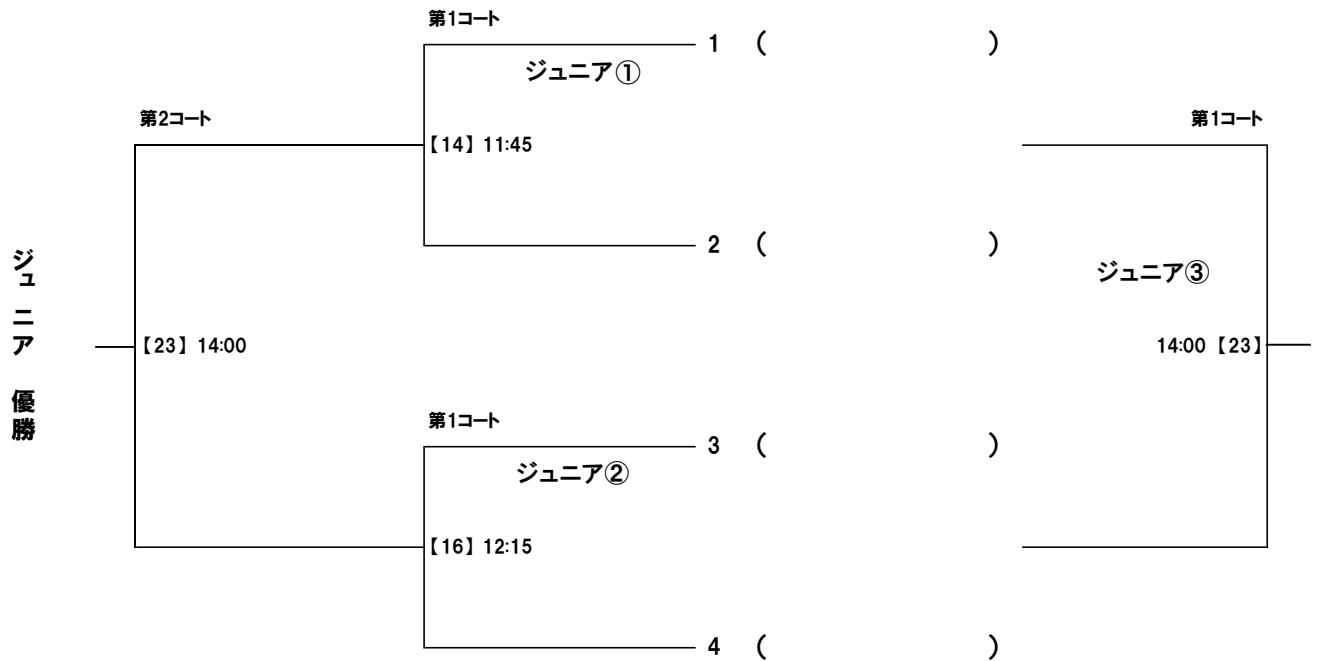 第1コート
1 ( )
ジュニア①
第2コート
第1コート
【14】 11:45
2 ( )
ジュニア③
ジュニア 優勝
【23】 14:00
14:00 【23】
第1コート
3 ( )
ジュニア②
【16】 12:15
4 ( )